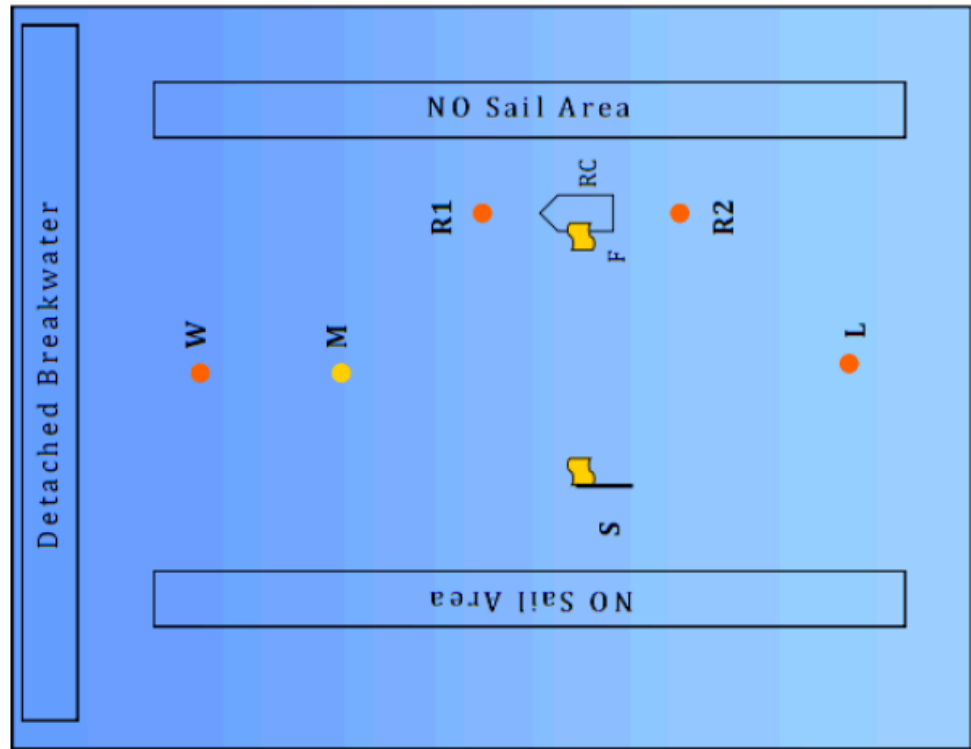 Detached Breakwater
NO Sail Area
RC
R1
R2
F
W
M
L
S
NO Sail Area